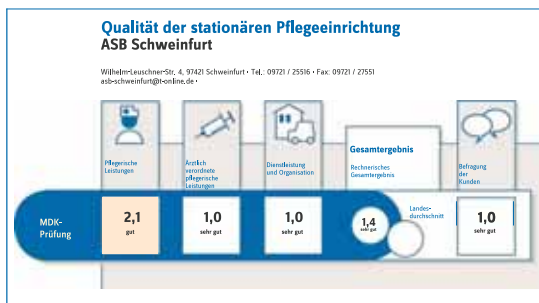 Qualität der stationären Pflegeeinrichtung
ASB Schweinfurt
Wilhelm-Leuschner-Str. 4, 97421 Schweinfurt • Tel.: 09721 / 25516 • Fax: 09721 / 27551
asb-schweinfurt@t-online.de •
Pflegerische
Leistungen
Ärztlich
verordnete
pflegerische
Leistungen
Dienstleistung
und Organisation
Gesamtergebnis
Rechnerisches
Gesamtergebnis
Befragung
der
Kunden
MDK-
Prüfung
2,1
gut
1,0
sehr gut
1,0
sehr gut
1,4
sehr gut
Landes-
durchschnitt
1,0
sehr gut